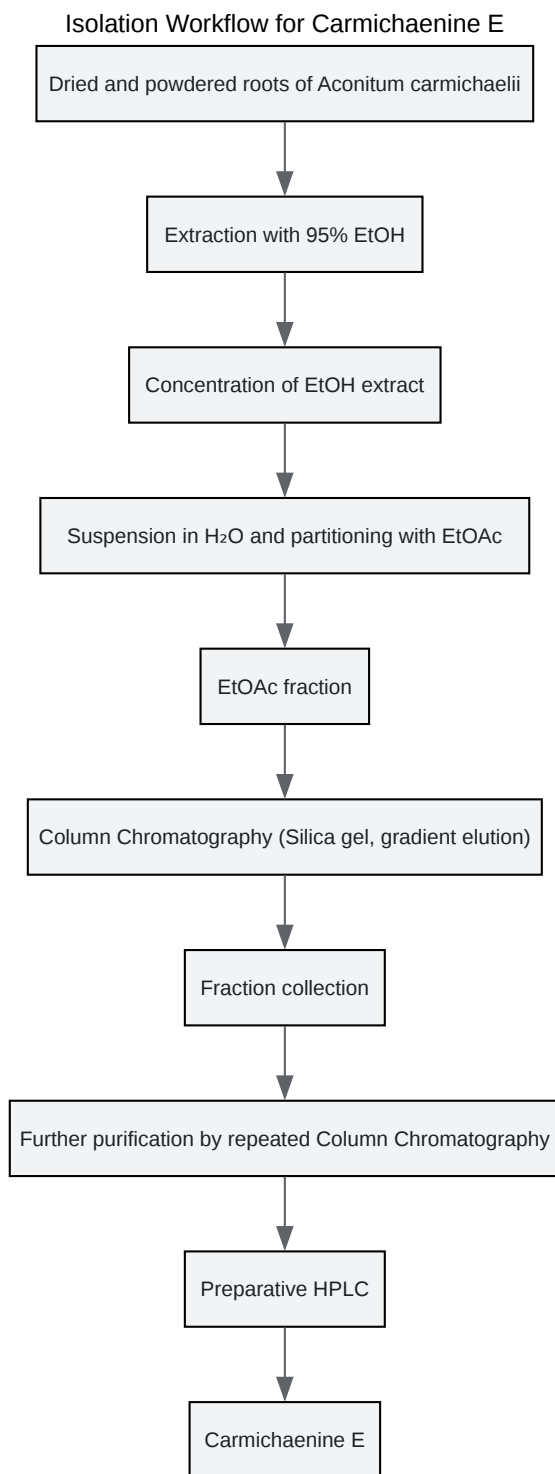 Isolation Workflow for Carmichaenine E
Dried and powdered roots of Aconitum carmichaelii
Extraction with 95% EtOH
Concentration of EtOH extract
Suspension in H₂O and partitioning with EtOAc
EtOAc fraction
Column Chromatography (Silica gel, gradient elution)
Fraction collection
Further purification by repeated Column Chromatography
Preparative HPLC
Carmichaenine E